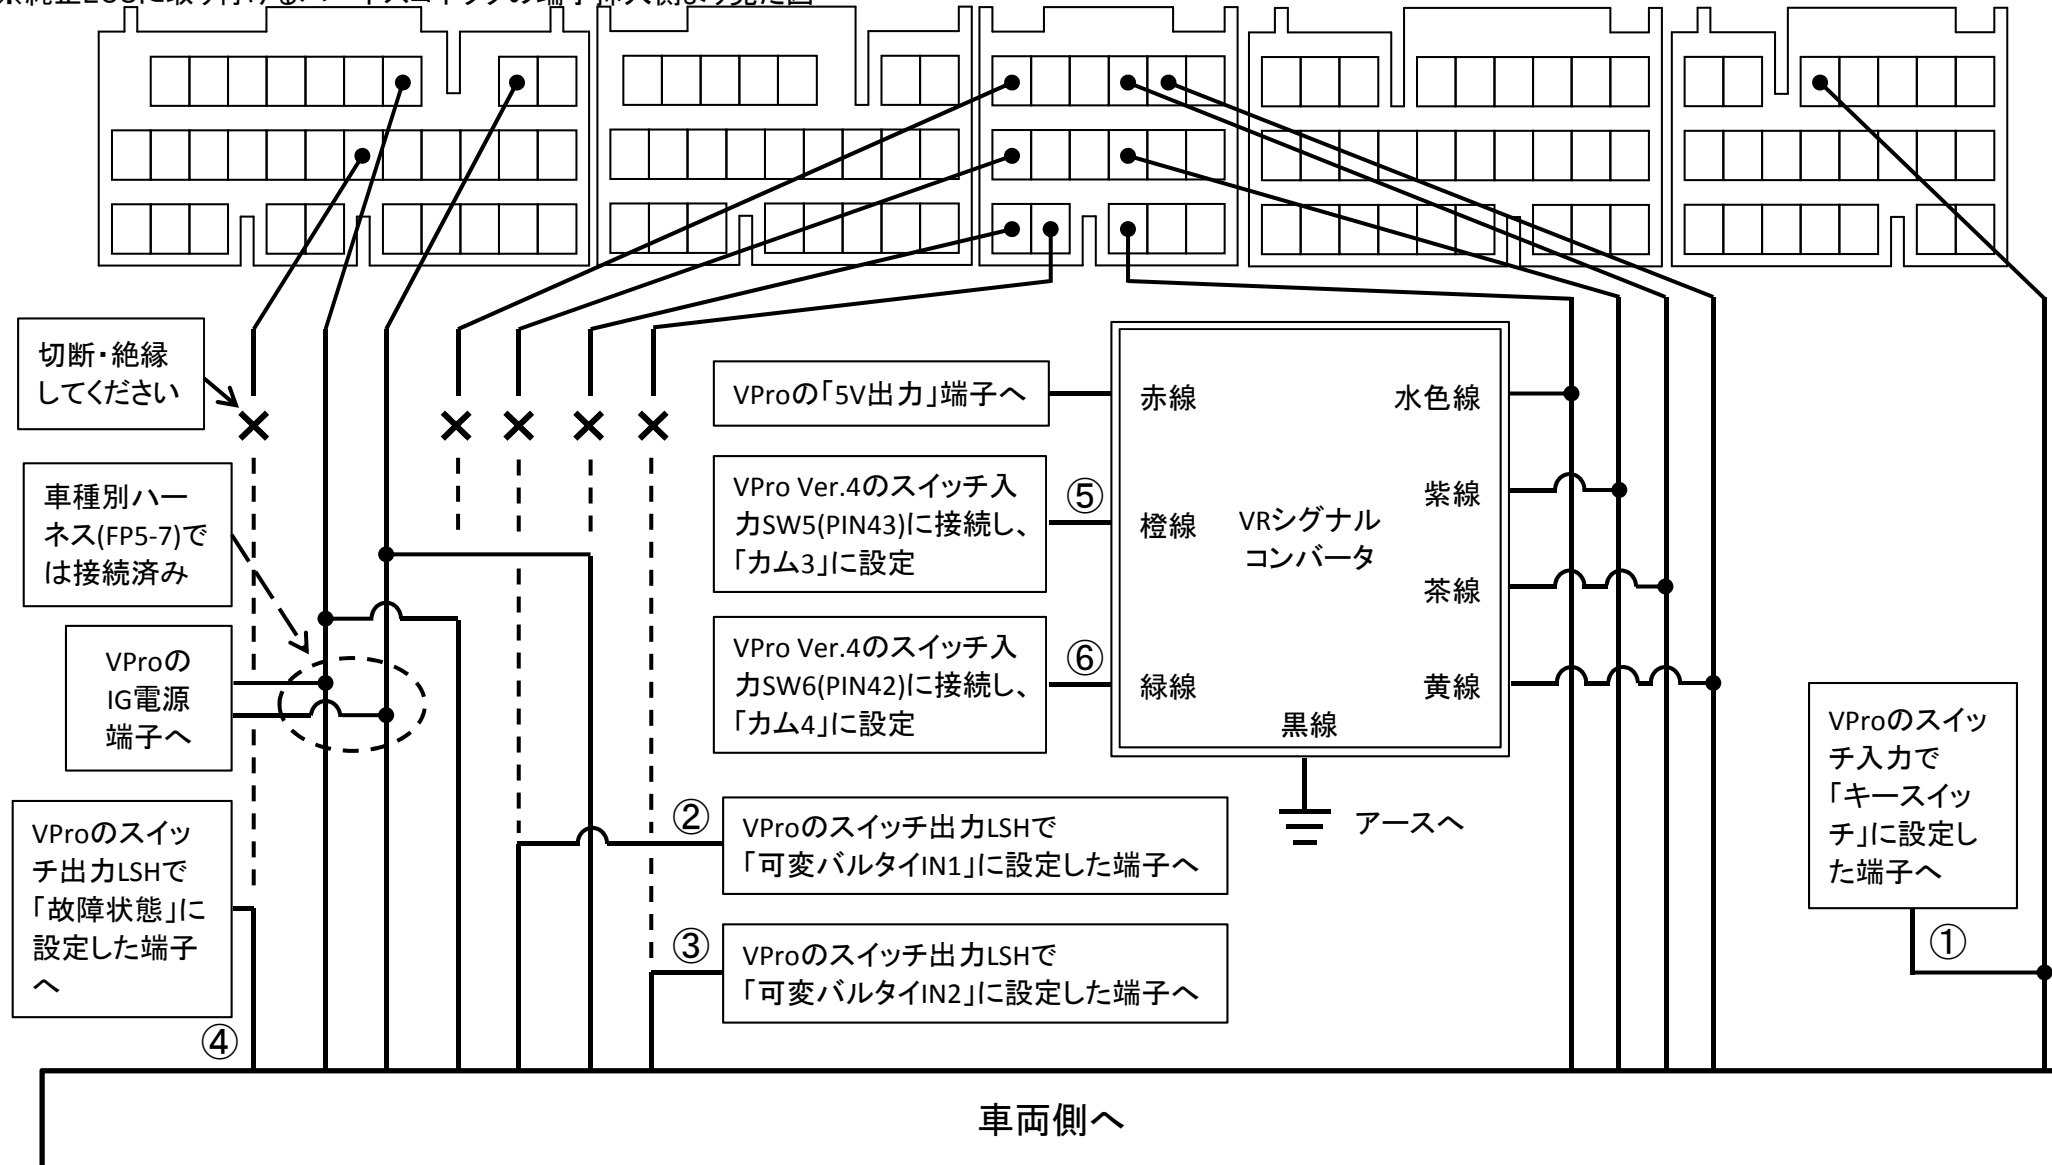 切断・絶縁
してください
車種別ハー
ネス(FP5-7)で
は接続済み
VProの
IG電源
端子へ
VProのスイッ
チ出力LSHで
「故障状態」に
設定した端子
へ
④
VProの「5V出力」端子へ
VPro Ver.4のスイッチ入
力SW5(PIN43)に接続し、
「カム3」に設定
⑤
VPro Ver.4のスイッチ入
力SW6(PIN42)に接続し、
「カム4」に設定
⑥
赤線
橙線
緑線
VRシグナル
コンバータ
水色線
紫線
茶線
黄線
黒線
アースへ
②
VProのスイッチ出力LSHで
「可変バルタイIN1」に設定した端子へ
③
VProのスイッチ出力LSHで
「可変バルタイIN2」に設定した端子へ
VProのスイッ
チ入力で
「キースイッ
チ」に設定し
た端子へ
①
車両側へ